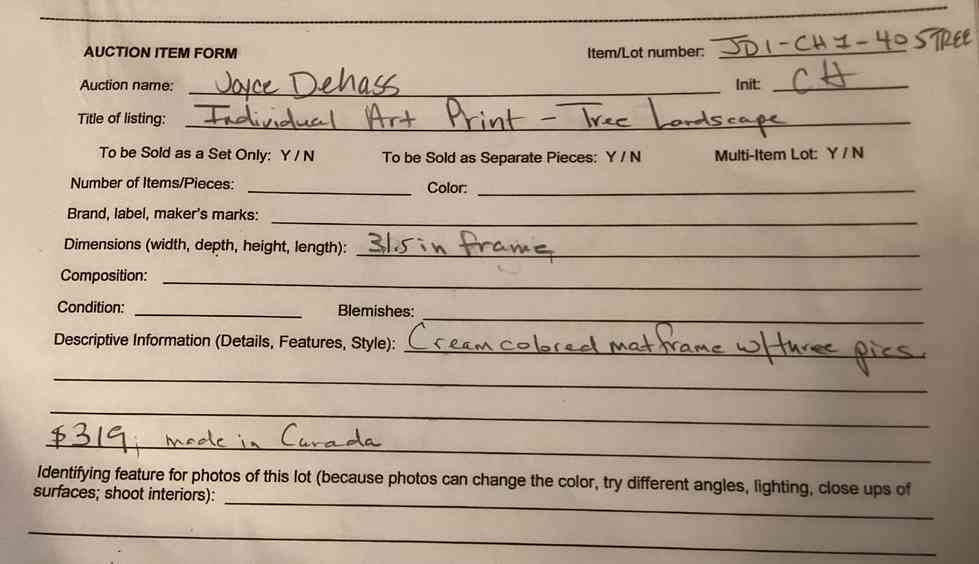 AUCTION ITEM FORM Item/Lot number: JD1-CH1-405TREE
Auction name: Joyce Dehass Init: CH
Title of listing: Individual Art Print - Tree Landscape
To be Sold as a Set Only: Y / N To be Sold as Separate Pieces: Y / N Multi-Item Lot: Y / N
Number of Items/Pieces: Color:
Brand, label, maker's marks:
Dimensions (width, depth, height, length): 31.5 in frame
Composition:
Condition: Blemishes:
Descriptive Information (Details, Features, Style): Cream colored mat frame w/three pics
$319; made in Canada
Identifying feature for photos of this lot (because photos can change the color, try different angles, lighting, close ups of
surfaces; shoot interiors):